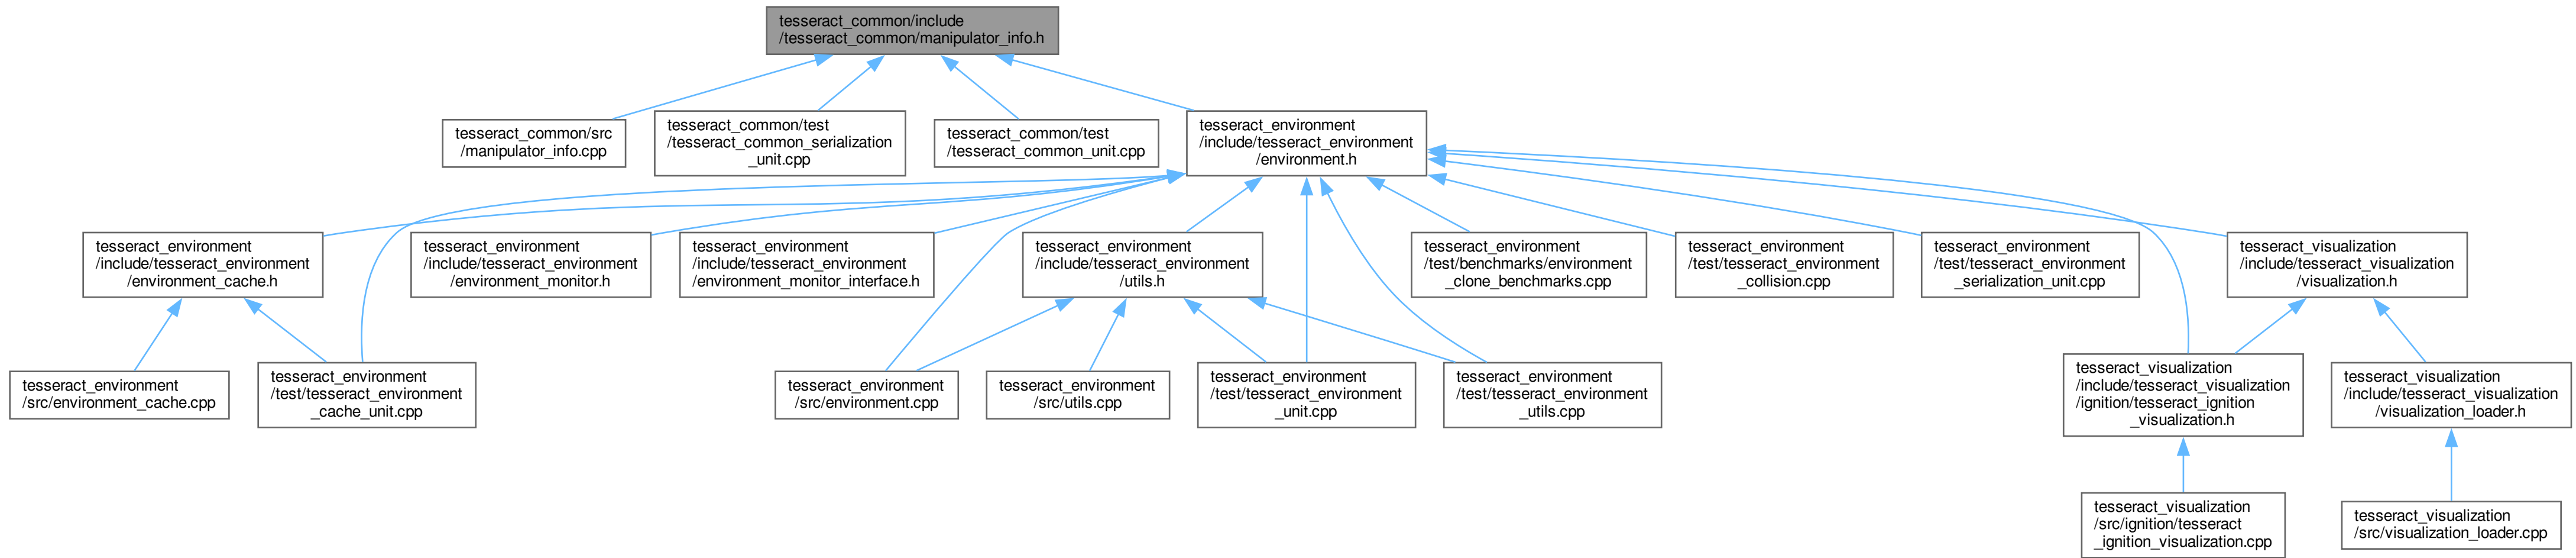 tesseract_common/include
/tesseract_common/manipulator_info.h
tesseract_common/src
/manipulator_info.cpp
tesseract_common/test
/tesseract_common_serialization
_unit.cpp
tesseract_common/test
/tesseract_common_unit.cpp
tesseract_environment
/include/tesseract_environment
/environment.h
tesseract_environment
/include/tesseract_environment
/environment_cache.h
tesseract_environment
/include/tesseract_environment
/environment_monitor.h
tesseract_environment
/include/tesseract_environment
/environment_monitor_interface.h
tesseract_environment
/include/tesseract_environment
/utils.h
tesseract_environment
/test/benchmarks/environment
_clone_benchmarks.cpp
tesseract_environment
/test/tesseract_environment
_collision.cpp
tesseract_environment
/test/tesseract_environment
_serialization_unit.cpp
tesseract_visualization
/include/tesseract_visualization
/visualization.h
tesseract_environment
/src/environment_cache.cpp
tesseract_environment
/test/tesseract_environment
_cache_unit.cpp
tesseract_environment
/src/environment.cpp
tesseract_environment
/src/utils.cpp
tesseract_environment
/test/tesseract_environment
_unit.cpp
tesseract_environment
/test/tesseract_environment
_utils.cpp
tesseract_visualization
/include/tesseract_visualization
/ignition/tesseract_ignition
_visualization.h
tesseract_visualization
/include/tesseract_visualization
/visualization_loader.h
tesseract_visualization
/src/ignition/tesseract
_ignition_visualization.cpp
tesseract_visualization
/src/visualization_loader.cpp